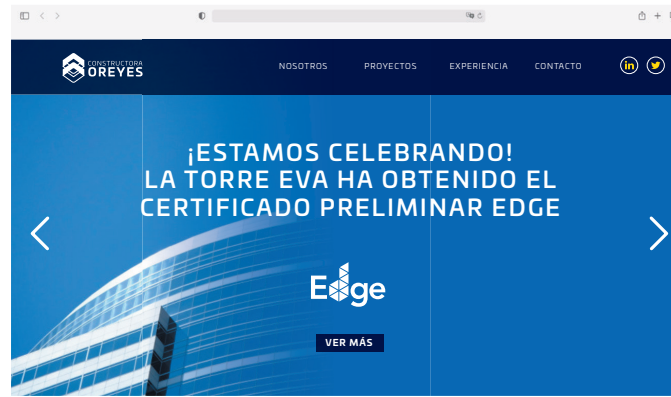 CONSTRUCTORA
OREYES
NOSOTROS PROYECTOS EXPERIENCIA CONTACTO
in
¡ESTAMOS CELEBRANDO!
LA TORRE EVA HA OBTENIDO EL
CERTIFICADO PRELIMINAR EDGE
Edge
VER MÁS